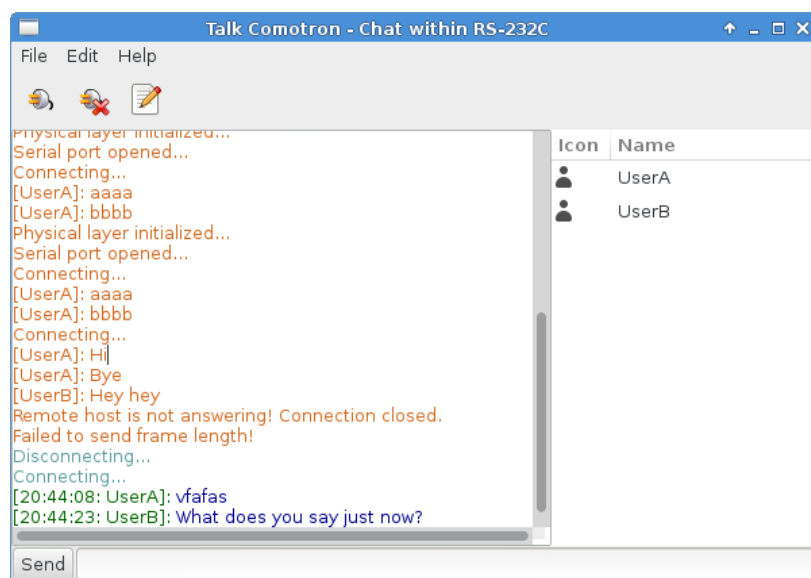 Talk Comotron - Chat within RS-232C
File Edit Help
Physical layer initialized...
Serial port opened...
Connecting...
[UserA]: aaaa
[UserA]: bbbb
Physical layer initialized...
Serial port opened...
Connecting...
[UserA]: aaaa
[UserA]: bbbb
Connecting...
[UserA]: Hi
[UserA]: Bye
[UserB]: Hey hey
Remote host is not answering! Connection closed.
Failed to send frame length!
Disconnecting...
Connecting...
[20:44:08: UserA]: vfafas
[20:44:23: UserB]: What does you say just now?
Icon Name
UserA
UserB
Send